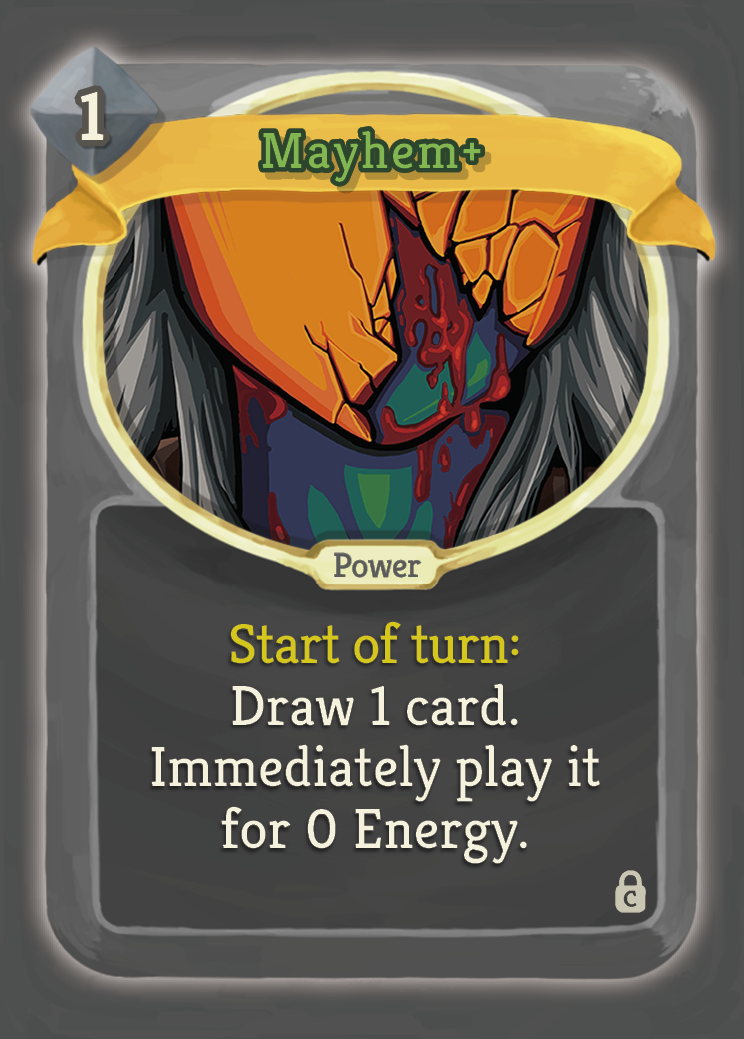 1
Mayhem+
Power
Start of turn:
Draw 1 card.
Immediately play it
for 0 Energy.
C